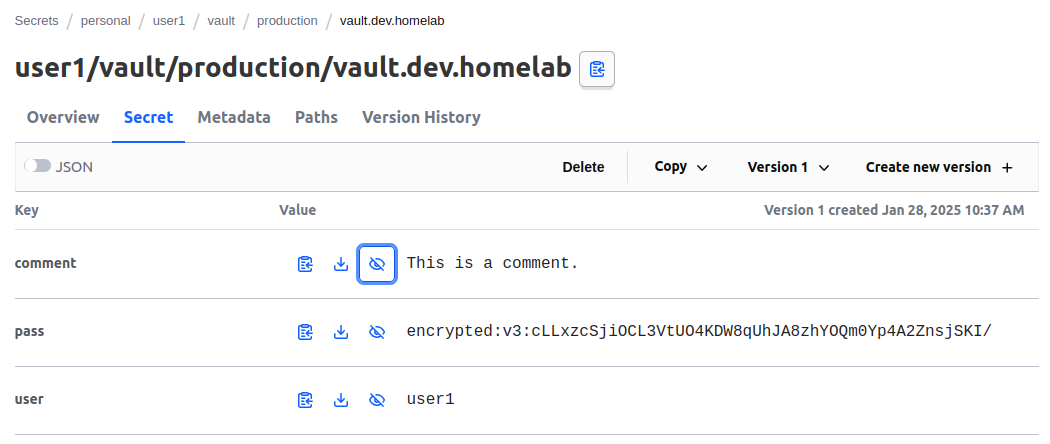 Secrets / personal / user1 / vault / production / vault.dev.homelab
user1/vault/production/vault.dev.homelab
Overview Secret Metadata Paths Version History
JSON Delete Copy Version 1 Create new version +
Key Value Version 1 created Jan 28, 2025 10:37 AM
comment This is a comment.
pass encrypted:v3:cLLxzcSjiOCL3VtUO4KDW8qUhJA8zhYOQm0Yp4A2ZnsjSKI/
user user1